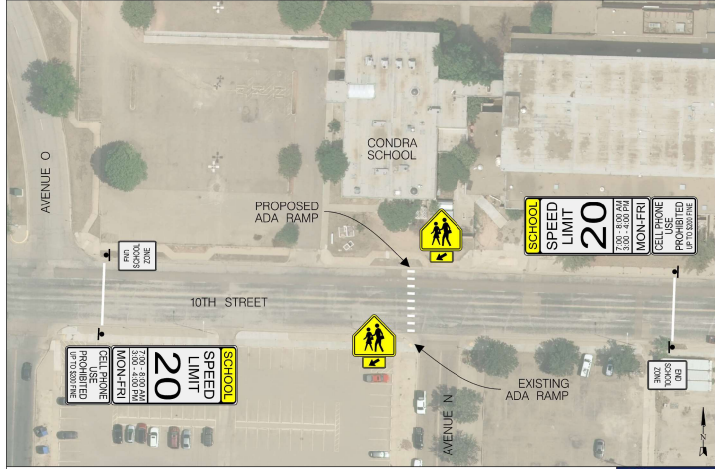 AVENUE O
CONDRA
SCHOOL
PROPOSED
ADA RAMP
END
SCHOOL
ZONE
10TH STREET
SCHOOL
SPEED
LIMIT
20
7:00 - 8:00 AM
3:00 - 4:00 PM
MON-FRI
CELL PHONE
USE
PROHIBITED
UP TO $200 FINE
SCHOOL
SPEED
LIMIT
20
7:00 - 8:00 AM
3:00 - 4:00 PM
MON-FRI
CELL PHONE
USE
PROHIBITED
UP TO $200 FINE
AVENUE N
EXISTING
ADA RAMP
END
SCHOOL
ZONE
N